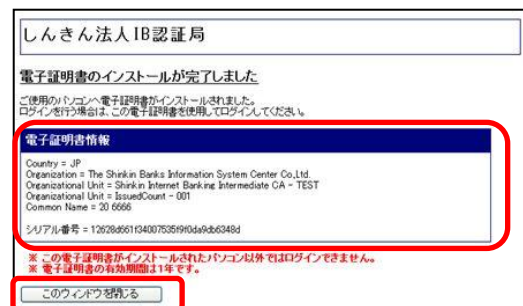 しんきん法人IB認証局
電子証明書のインストールが完了しました
ご使用のパソコンへ電子証明書がインストールされました。
ログインを行う場合は、この電子証明書を使用してログインしてください。
電子証明書情報
Country = JP
Organization = The Shinkin Banks Information System Center Co.,Ltd.
Organizational Unit = Shinkin Internet Banking Intermediate CA - TEST
Organizational Unit = IssuedCount - 001
Common Name = 20 6666
シリアル番号 =
※ この電子証明書がインストールされたパソコン以外ではログインできません。
※ 電子証明書の有効期間は1年です。
このウィンドウを閉じる